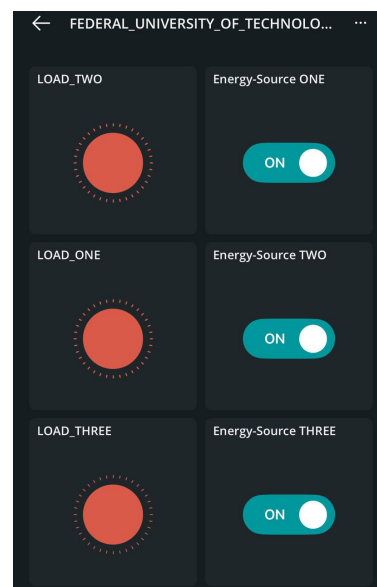 FEDERAL_UNIVERSITY_OF_TECHNOLO...
LOAD_TWO
Energy-Source ONE
ON
LOAD_ONE
Energy-Source TWO
ON
LOAD_THREE
Energy-Source THREE
ON